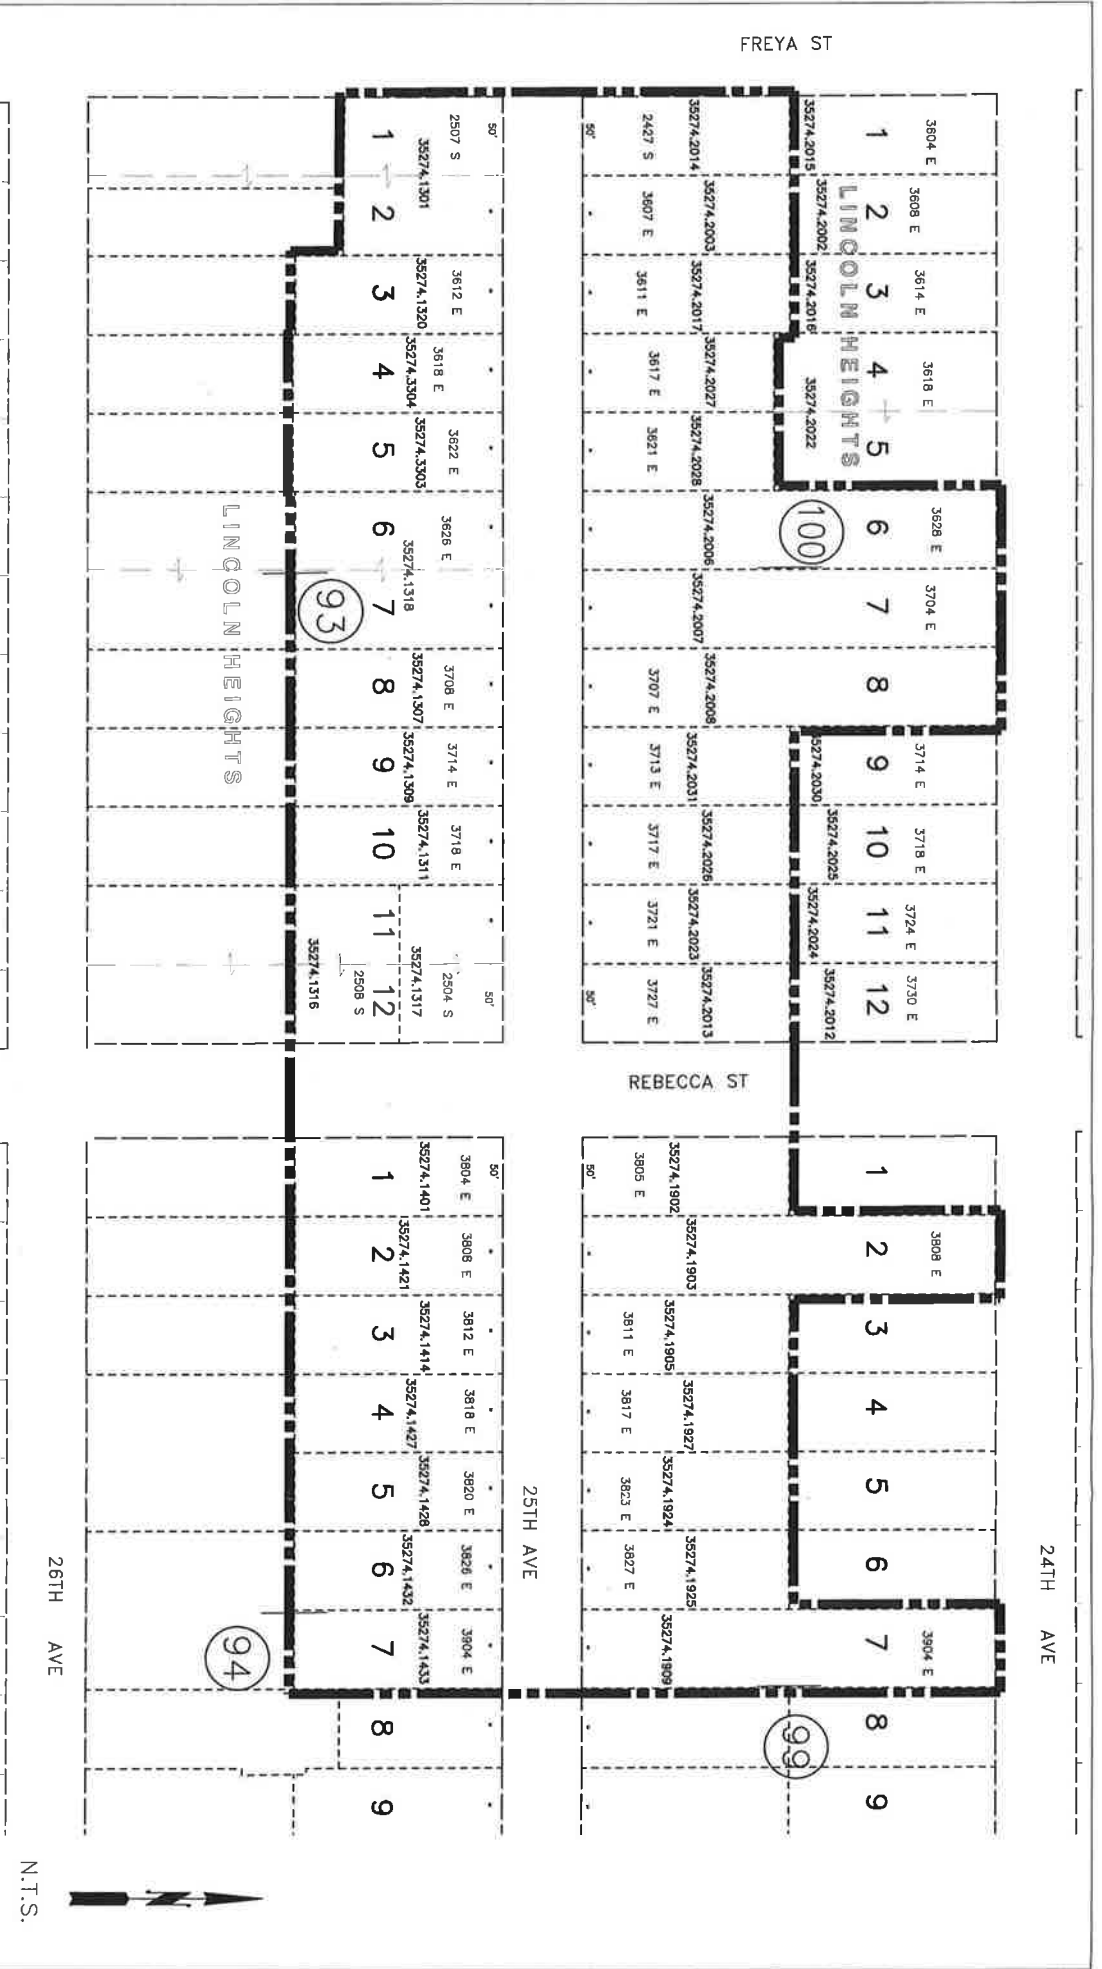 FREYA ST
24TH AVE
3604 E
3608 E
3614 E
3618 E
3628 E
3704 E
3714 E
3718 E
3724 E
3730 E
3808 E
3904 E
1
2
3
4
5
6
7
8
9
10
11
12
1
2
3
4
5
6
7
8
9
LINCOLN HEIGHTS
35274.2015
35274.2002
35274.2016
35274.2022
100
35274.2030
35274.2025
35274.2024
35274.2012
99
35274.2014
35274.2003
35274.2017
35274.2027
35274.2028
35274.2006
35274.2007
35274.2008
35274.2031
35274.2026
35274.2023
35274.2013
REBECCA ST
35274.1902
35274.1903
35274.1905
35274.1927
35274.1924
35274.1925
35274.1909
2427 S
3607 E
3611 E
3617 E
3621 E
3707 E
3713 E
3717 E
3721 E
3727 E
3805 E
3811 E
3817 E
3823 E
3827 E
50'
50'
50'
25TH AVE
50'
50'
50'
2507 S
3612 E
3618 E
3622 E
3626 E
3708 E
3714 E
3718 E
2504 S
3804 E
3808 E
3812 E
3818 E
3820 E
3826 E
3904 E
35274.1301
35274.1320
35274.3304
35274.3303
35274.1318
35274.1307
35274.1309
35274.1311
35274.1317
35274.1401
35274.1421
35274.1414
35274.1427
35274.1428
35274.1432
35274.1433
1
2
3
4
5
6
7
8
9
10
11
12
1
2
3
4
5
6
7
8
9
2508 S
93
35274.1316
LINCOLN HEIGHTS
94
26TH AVE
N.T.S.